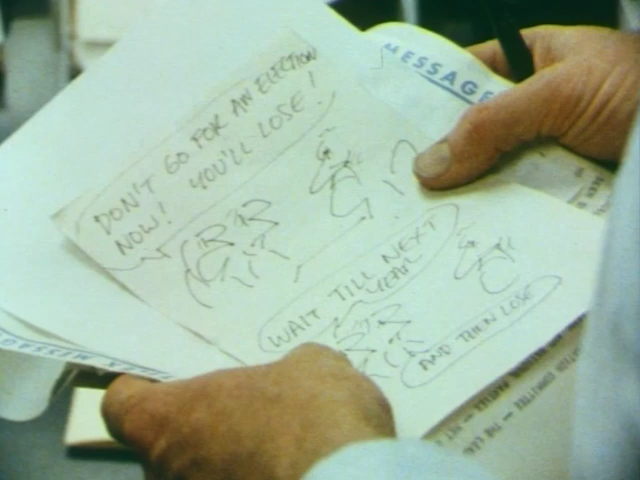 MESSAGE
DON'T GO FOR AN ELECTION
NOW! YOU'LL LOSE!
WAIT TILL NEXT
YEAR
AND THEN LOSE